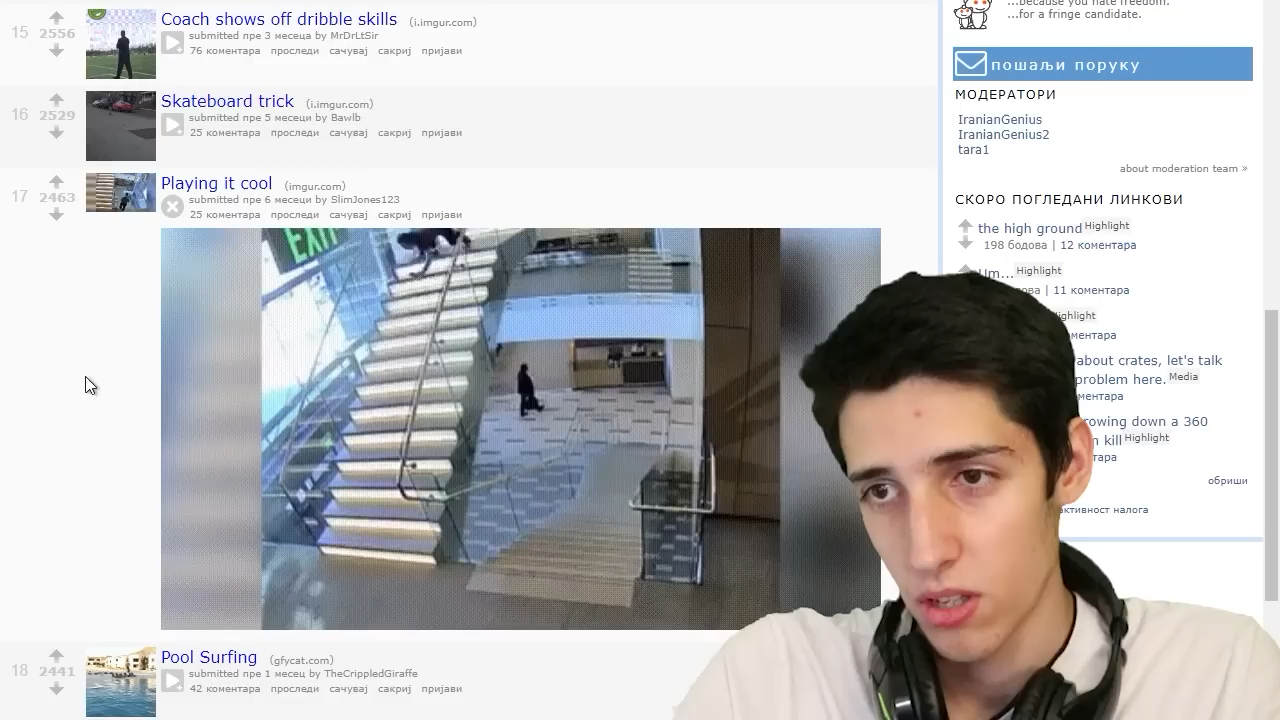 15
2556
Coach shows off dribble skills (i.imgur.com)
submitted пре 3 месеца by MrDrLtSir
76 коментара проследи сачувај сакриј пријави
16
2529
Skateboard trick (i.imgur.com)
submitted пре 5 месеци by Bawlb
25 коментара проследи сачувај сакриј пријави
17
2463
Playing it cool (imgur.com)
submitted пре 6 месеци by SlimJones123
25 коментара проследи сачувај сакриј пријави
EXIT
18
2441
Pool Surfing (gfycat.com)
submitted пре 1 месец by TheCrippledGiraffe
42 коментара проследи сачувај сакриј пријави
...because you hate freedom.
...for a fringe candidate.
пошаљи поруку
МОДЕРАТОРИ
IranianGenius
IranianGenius2
tara1
about moderation team »
СКОРО ПОГЛЕДАНИ ЛИНКОВИ
the high ground Highlight
198 бодова | 12 коментара
Um... Highlight
| 11 коментара
about crates, let's talk
problem here. Media
360
kill Highlight
обриши
активност налога